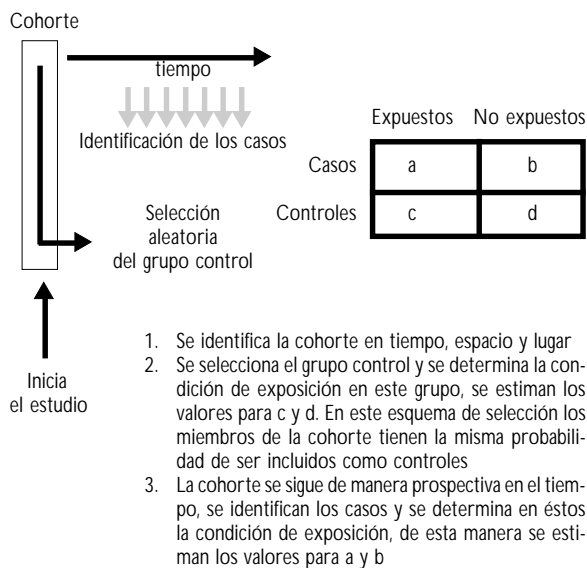 Cohorte
tiempo
Identificación de los casos
Selección
aleatoria
del grupo control
Inicia
el estudio
Expuestos No expuestos
Casos a b
Controles c d
1. Se identifica la cohorte en tiempo, espacio y lugar
2. Se selecciona el grupo control y se determina la con-
dición de exposición en este grupo, se estiman los
valores para c y d. En este esquema de selección los
miembros de la cohorte tienen la misma probabili-
dad de ser incluidos como controles
3. La cohorte se sigue de manera prospectiva en el tiem-
po, se identifican los casos y se determina en éstos
la condición de exposición, de esta manera se esti-
man los valores para a y b